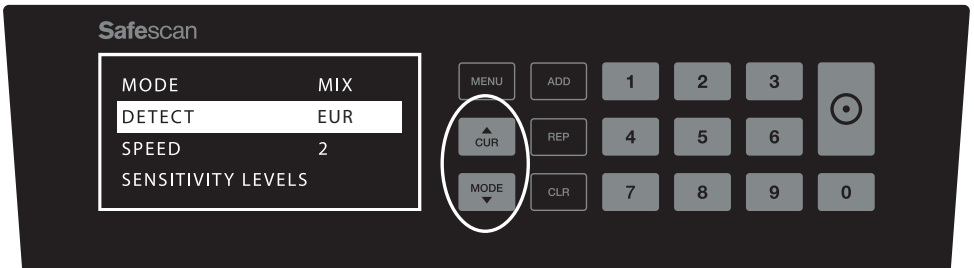 Safescan
MODE MIX
DETECT EUR
SPEED 2
SENSITIVITY LEVELS
MENU ADD 1 2 3
CUR REP 4 5 6
MODE CLR 7 8 9 0